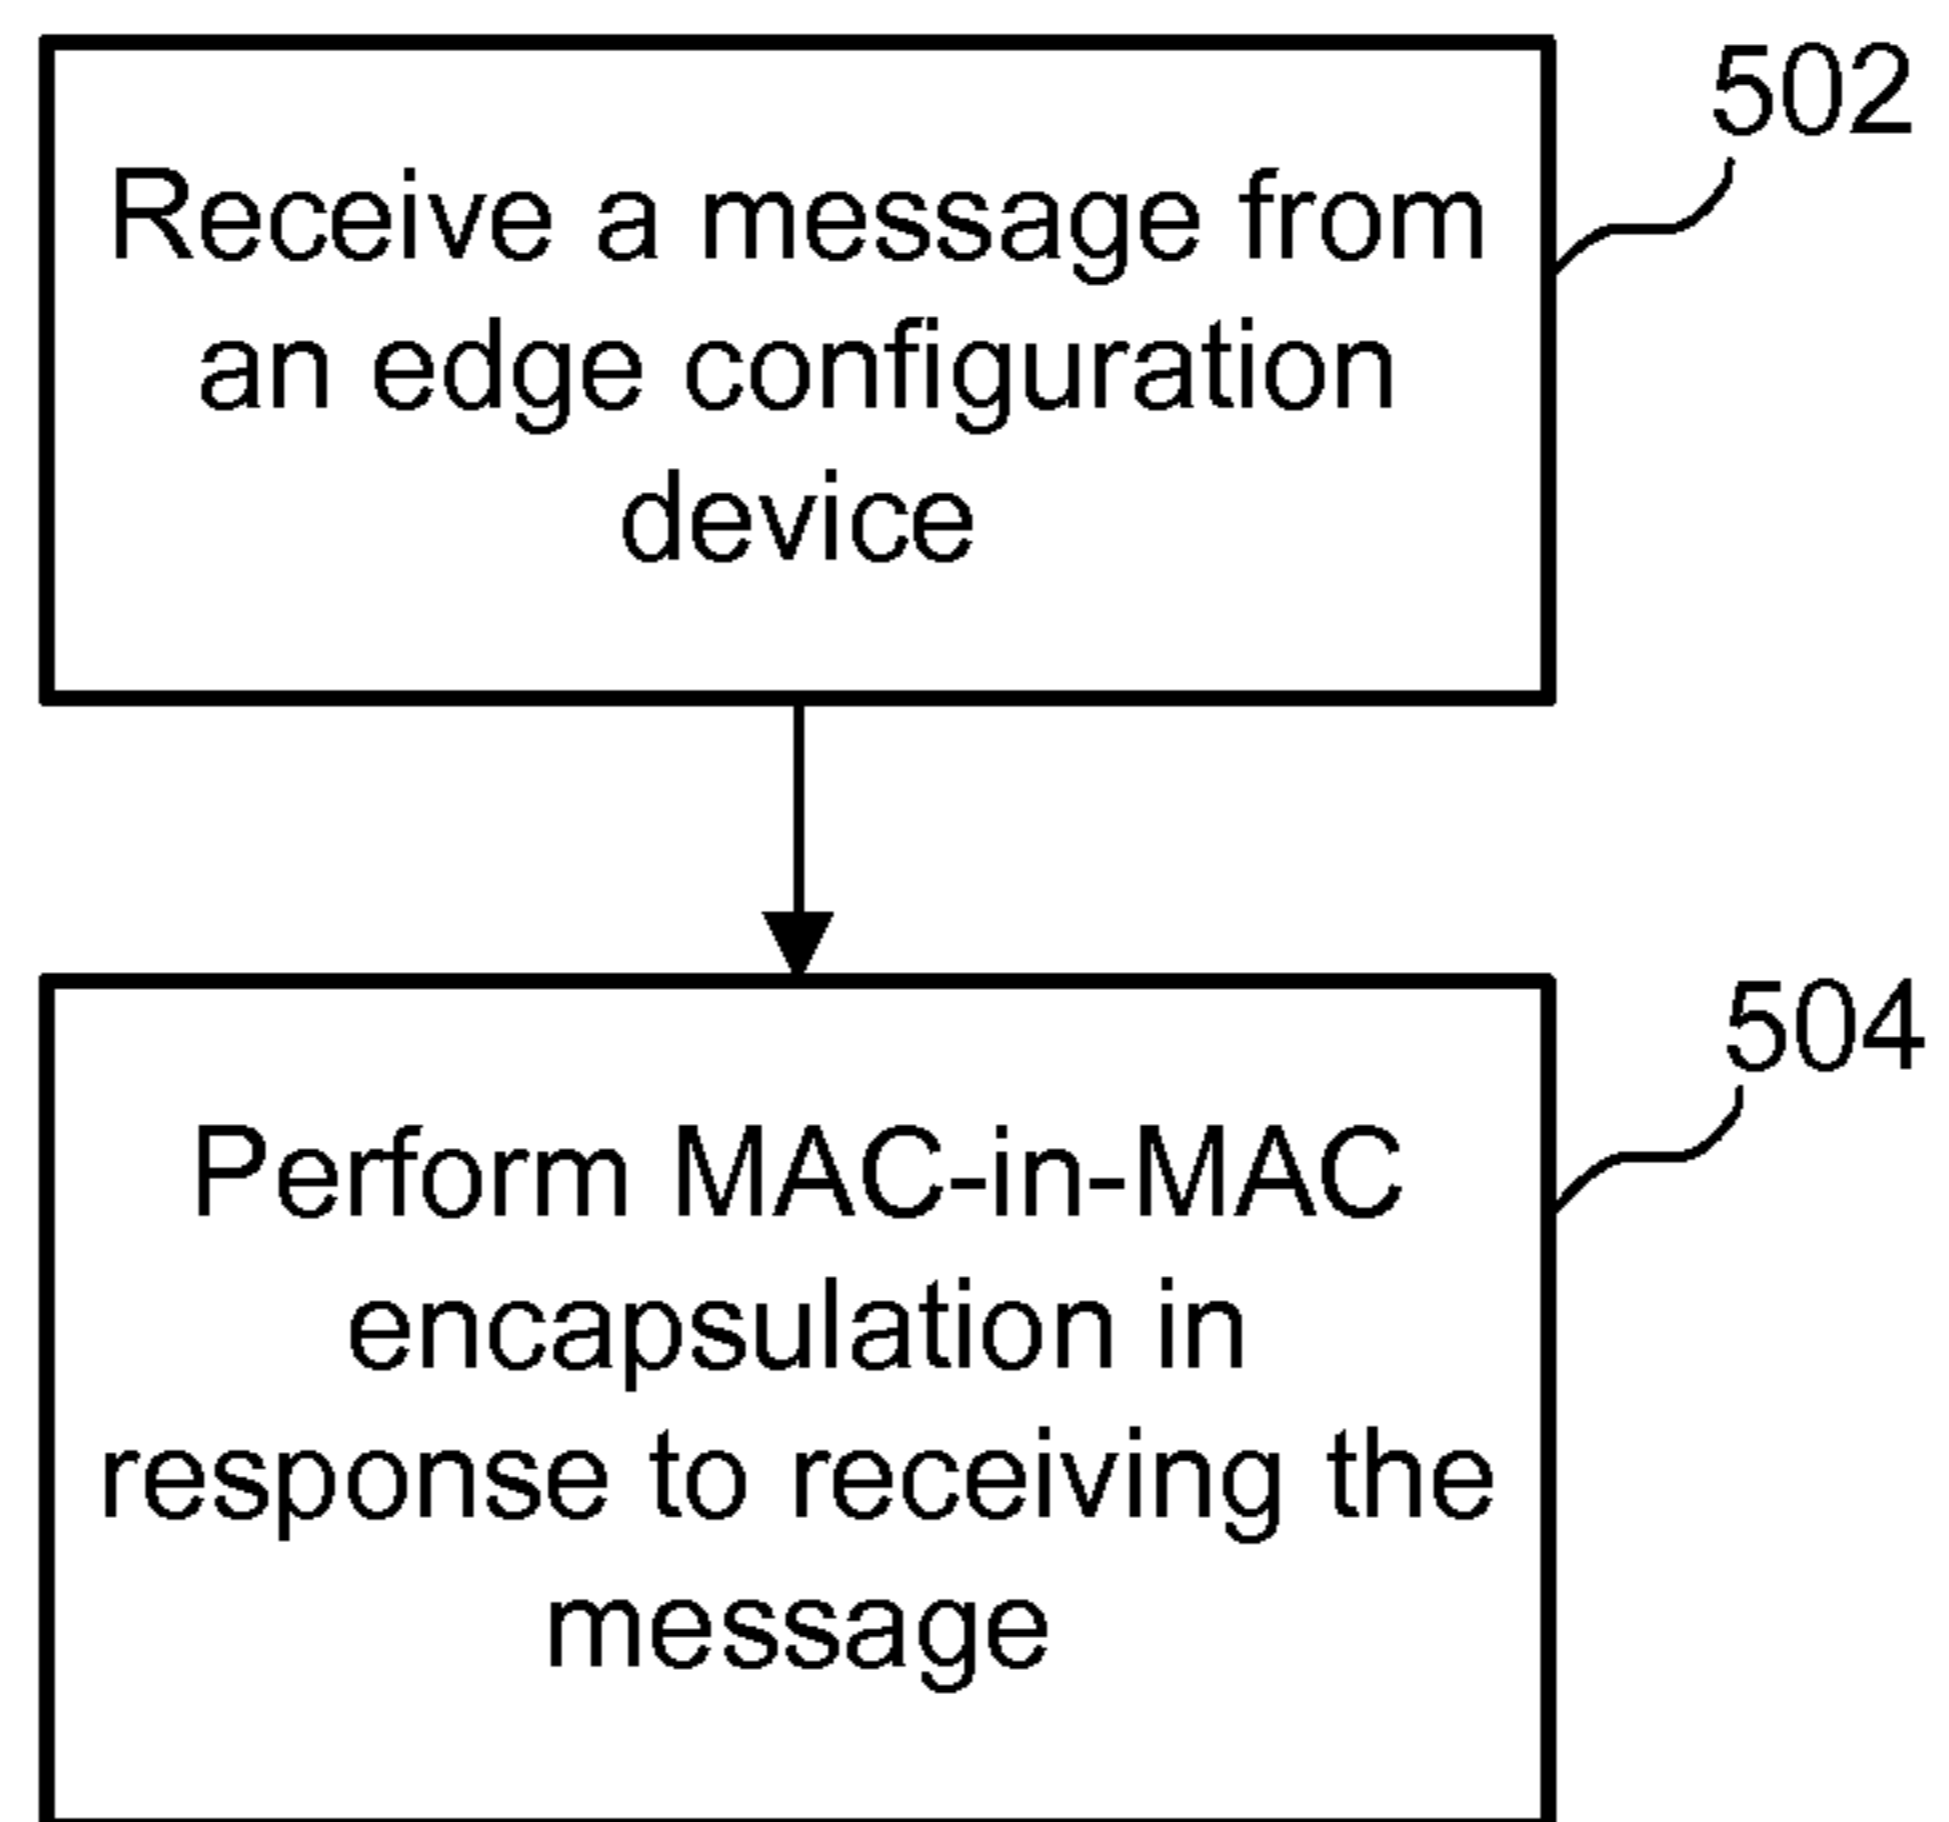 502
Receive a message from
an edge configuration
device
504
Perform MAC-in-MAC
encapsulation in
response to receiving the
message